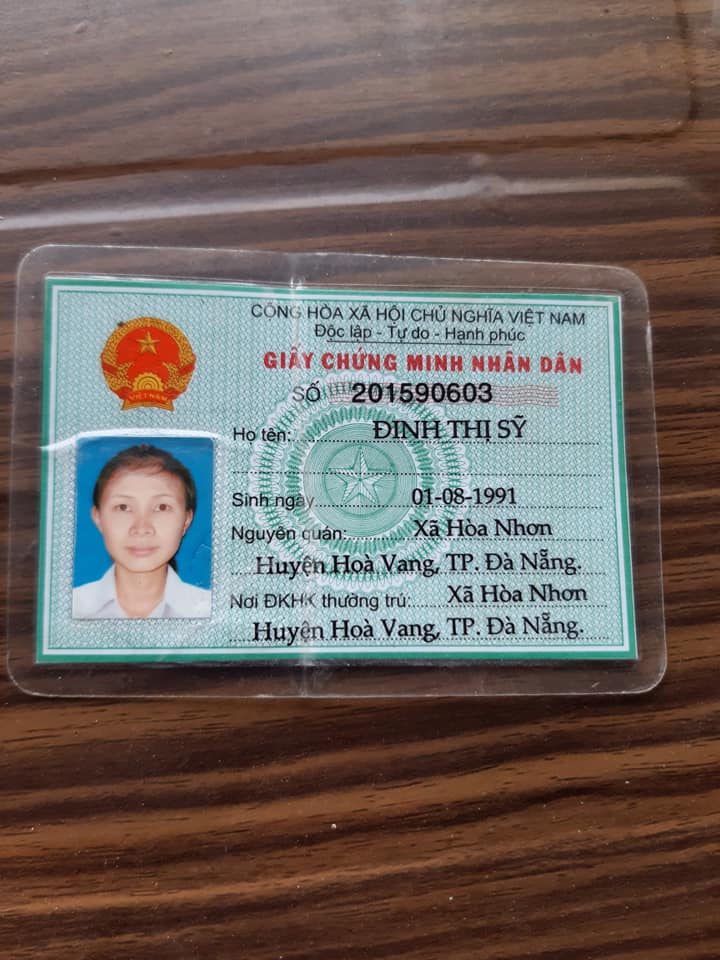 CỘNG HÒA XÃ HỘI CHỦ NGHĨA VIỆT NAM
Độc lập - Tự do - Hạnh phúc
GIẤY CHỨNG MINH NHÂN DÂN
SỐ 201590603
Họ tên: ĐINH THỊ SỸ
Sinh ngày 01-08-1991
Nguyên quán: Xã Hòa Nhơn
Huyện Hoà Vang, TP. Đà Nẵng.
Nơi ĐKHK thường trú: Xã Hòa Nhơn
Huyện Hoà Vang, TP. Đà Nẵng.
VIỆT NAM